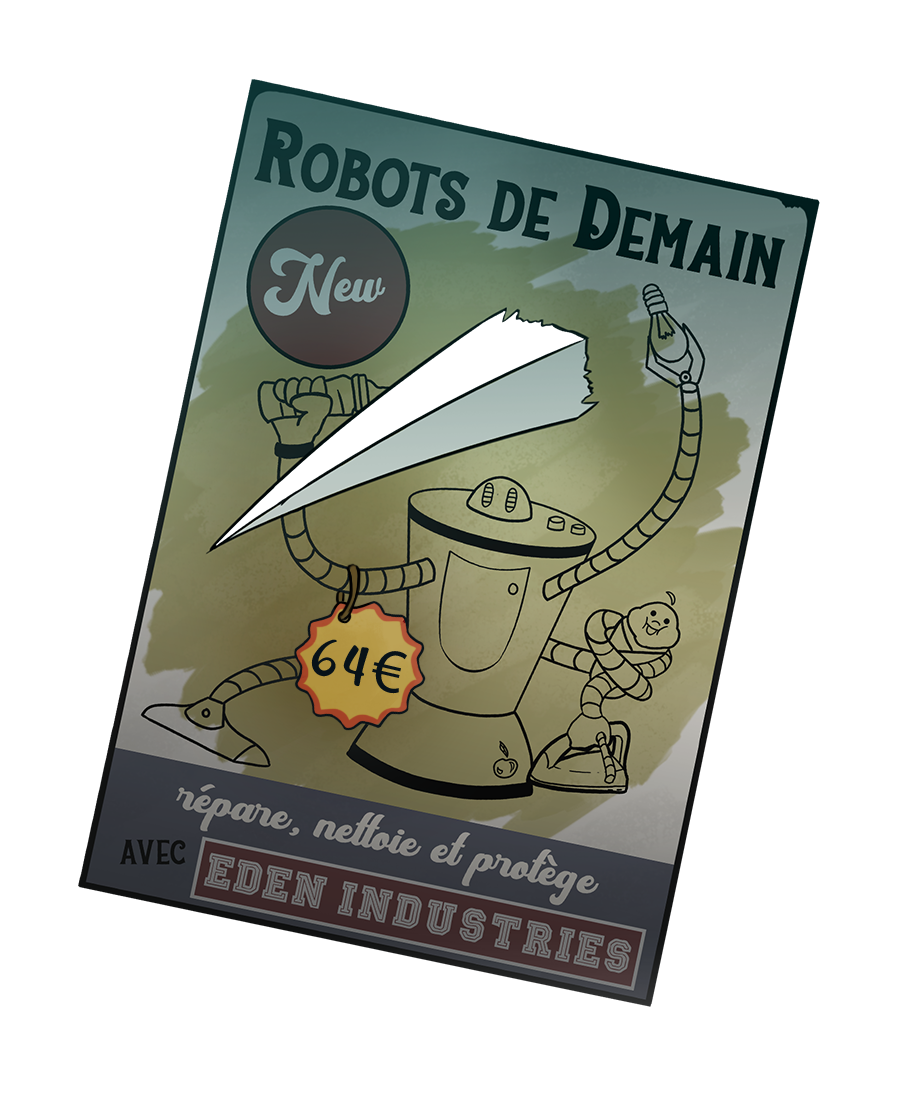 ROBOTS DE DEMAIN
New
64€
répare, nettoie et protège
AVEC
EDEN INDUSTRIES